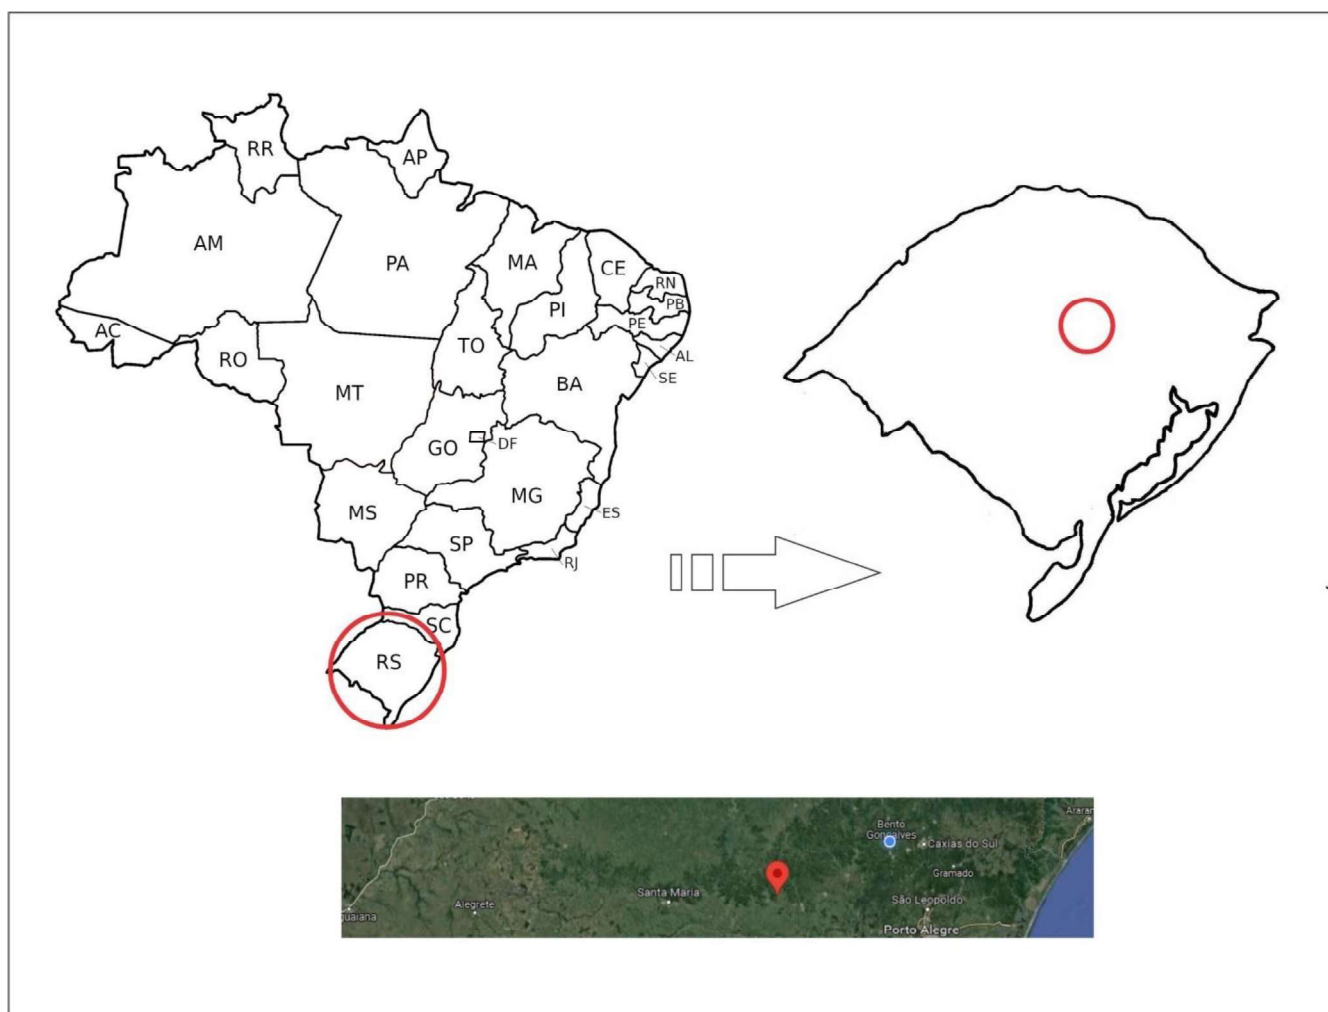 RR
AP
AM
PA
MA
CE
RN
PI
PB
PE
AC
RO
TO
AL
SE
MT
BA
GO
DF
MG
MS
ES
SP
RJ
PR
SC
RS
Araran
Bento
Gonçalves
Caxias do Sul
Gramado
Santa Maria
São Leopoldo
Alegrete
guaiana
Porto Alegre